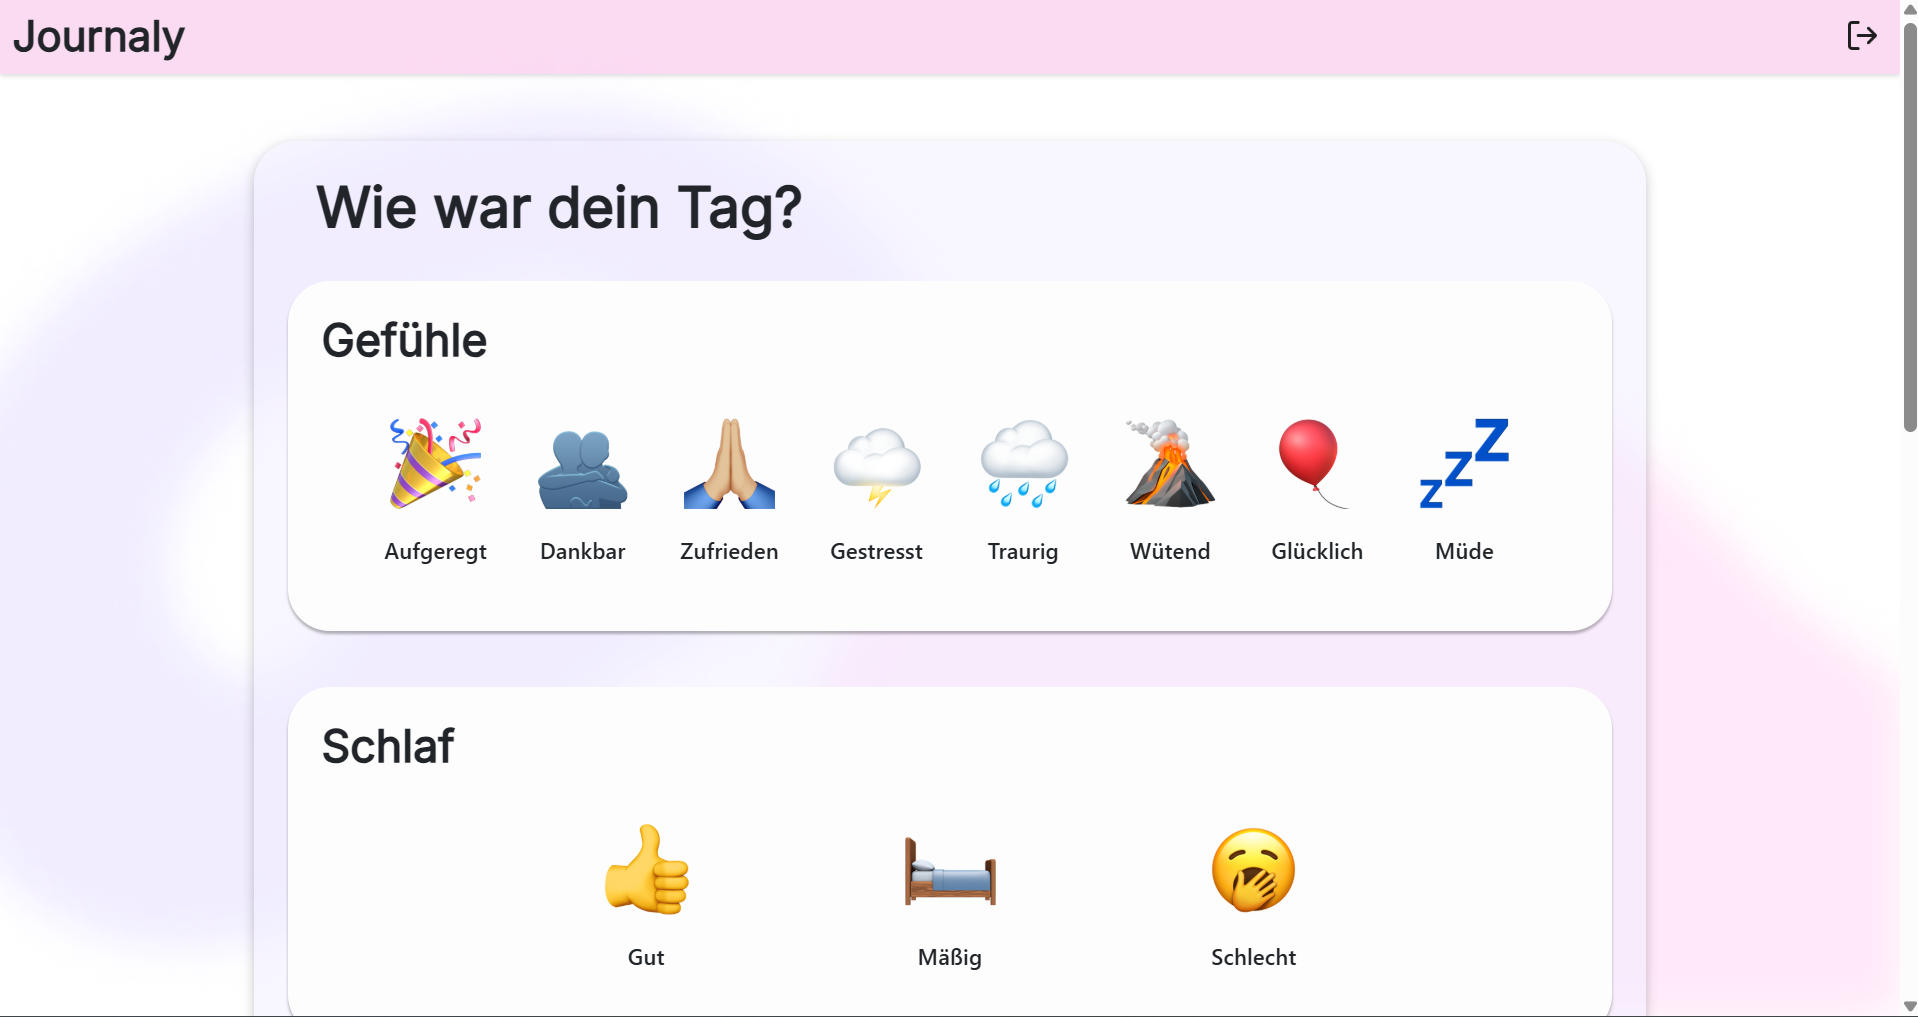 Journaly
Wie war dein Tag?
Gefühle
Aufgeregt Dankbar Zufrieden Gestresst Traurig Wütend Glücklich Müde
Schlaf
Gut Mäßig Schlecht